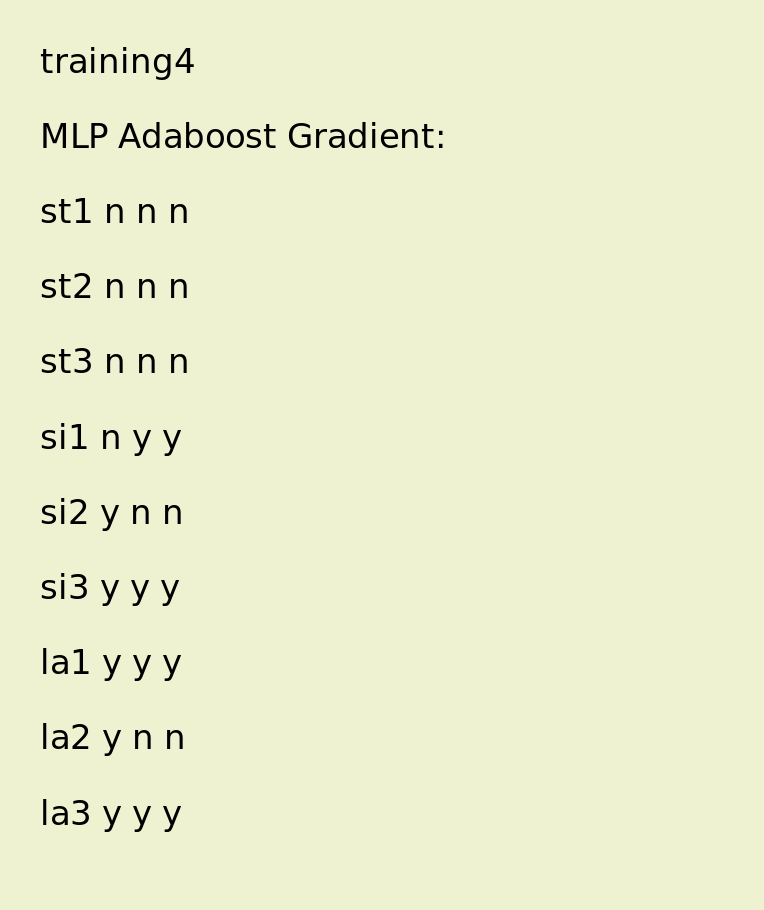 training4
MLP Adaboost Gradient:
st1 n n n
st2 n n n
st3 n n n
si1 n y y
si2 y n n
si3 y y y
la1 y y y
la2 y n n
la3 y y y